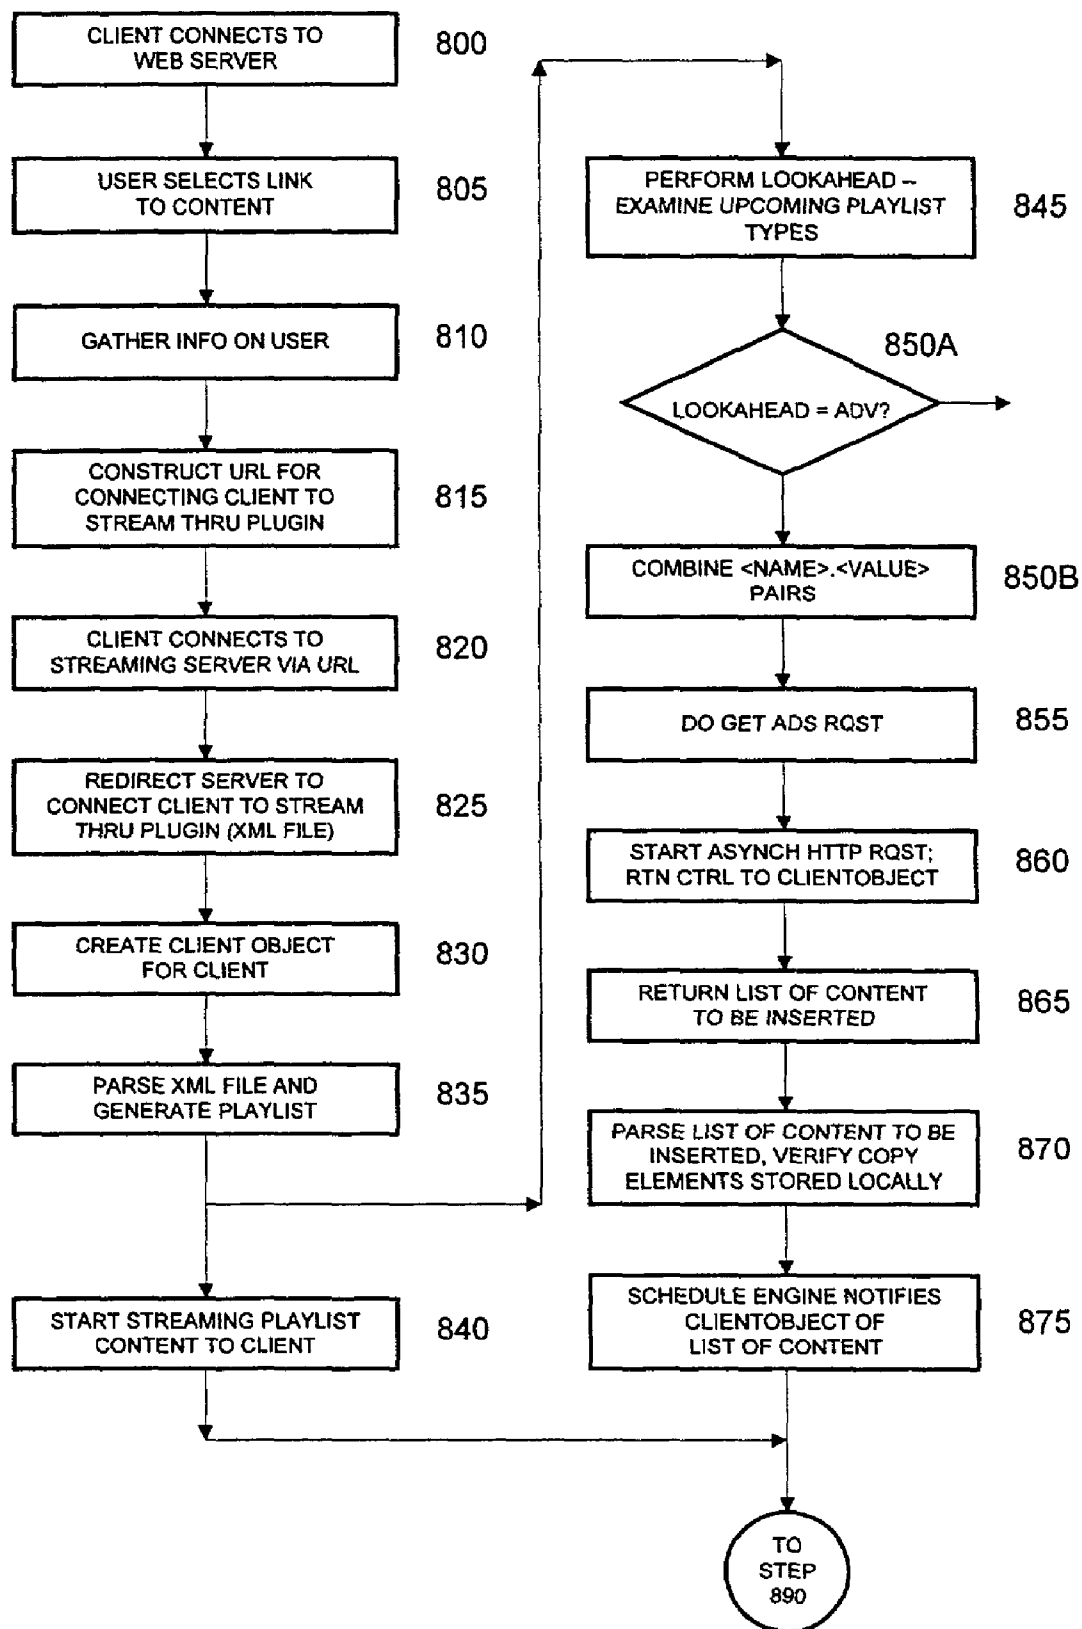 CLIENT CONNECTS TO
WEB SERVER
800
USER SELECTS LINK
TO CONTENT
805
GATHER INFO ON USER
810
CONSTRUCT URL FOR
CONNECTING CLIENT TO
STREAM THRU PLUGIN
815
CLIENT CONNECTS TO
STREAMING SERVER VIA URL
820
REDIRECT SERVER TO
CONNECT CLIENT TO STREAM
THRU PLUGIN (XML FILE)
825
CREATE CLIENT OBJECT
FOR CLIENT
830
PARSE XML FILE AND
GENERATE PLAYLIST
835
START STREAMING PLAYLIST
CONTENT TO CLIENT
840
PERFORM LOOKAHEAD –
EXAMINE UPCOMING PLAYLIST
TYPES
845
850A
LOOKAHEAD = ADV?
COMBINE <NAME>.<VALUE>
PAIRS
850B
DO GET ADS RQST
855
START ASYNCH HTTP RQST;
RTN CTRL TO CLIENTOBJECT
860
RETURN LIST OF CONTENT
TO BE INSERTED
865
PARSE LIST OF CONTENT TO BE
INSERTED, VERIFY COPY
ELEMENTS STORED LOCALLY
870
SCHEDULE ENGINE NOTIFIES
CLIENTOBJECT OF
LIST OF CONTENT
875
TO
STEP
890